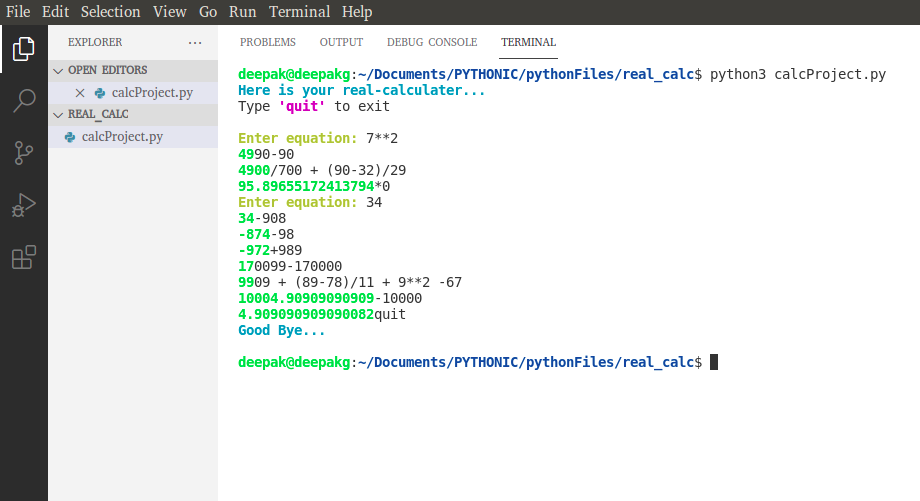 File Edit Selection View Go Run Terminal Help
EXPLORER ...
OPEN EDITORS
calcProject.py
REAL_CALC
calcProject.py
PROBLEMS OUTPUT DEBUG CONSOLE TERMINAL
deepak@deepakg:~/Documents/PYTHONIC/pythonFiles/real_calc$ python3 calcProject.py
Here is your real-calculater...
Type 'quit' to exit
Enter equation: 7**2
4990-90
4900/700 + (90-32)/29
95.89655172413794*0
Enter equation: 34
34-908
-874-98
-972+989
170099-170000
9909 + (89-78)/11 + 9**2 -67
10004.90909090909-10000
4.909090909090082quit
Good Bye...
deepak@deepakg:~/Documents/PYTHONIC/pythonFiles/real_calc$